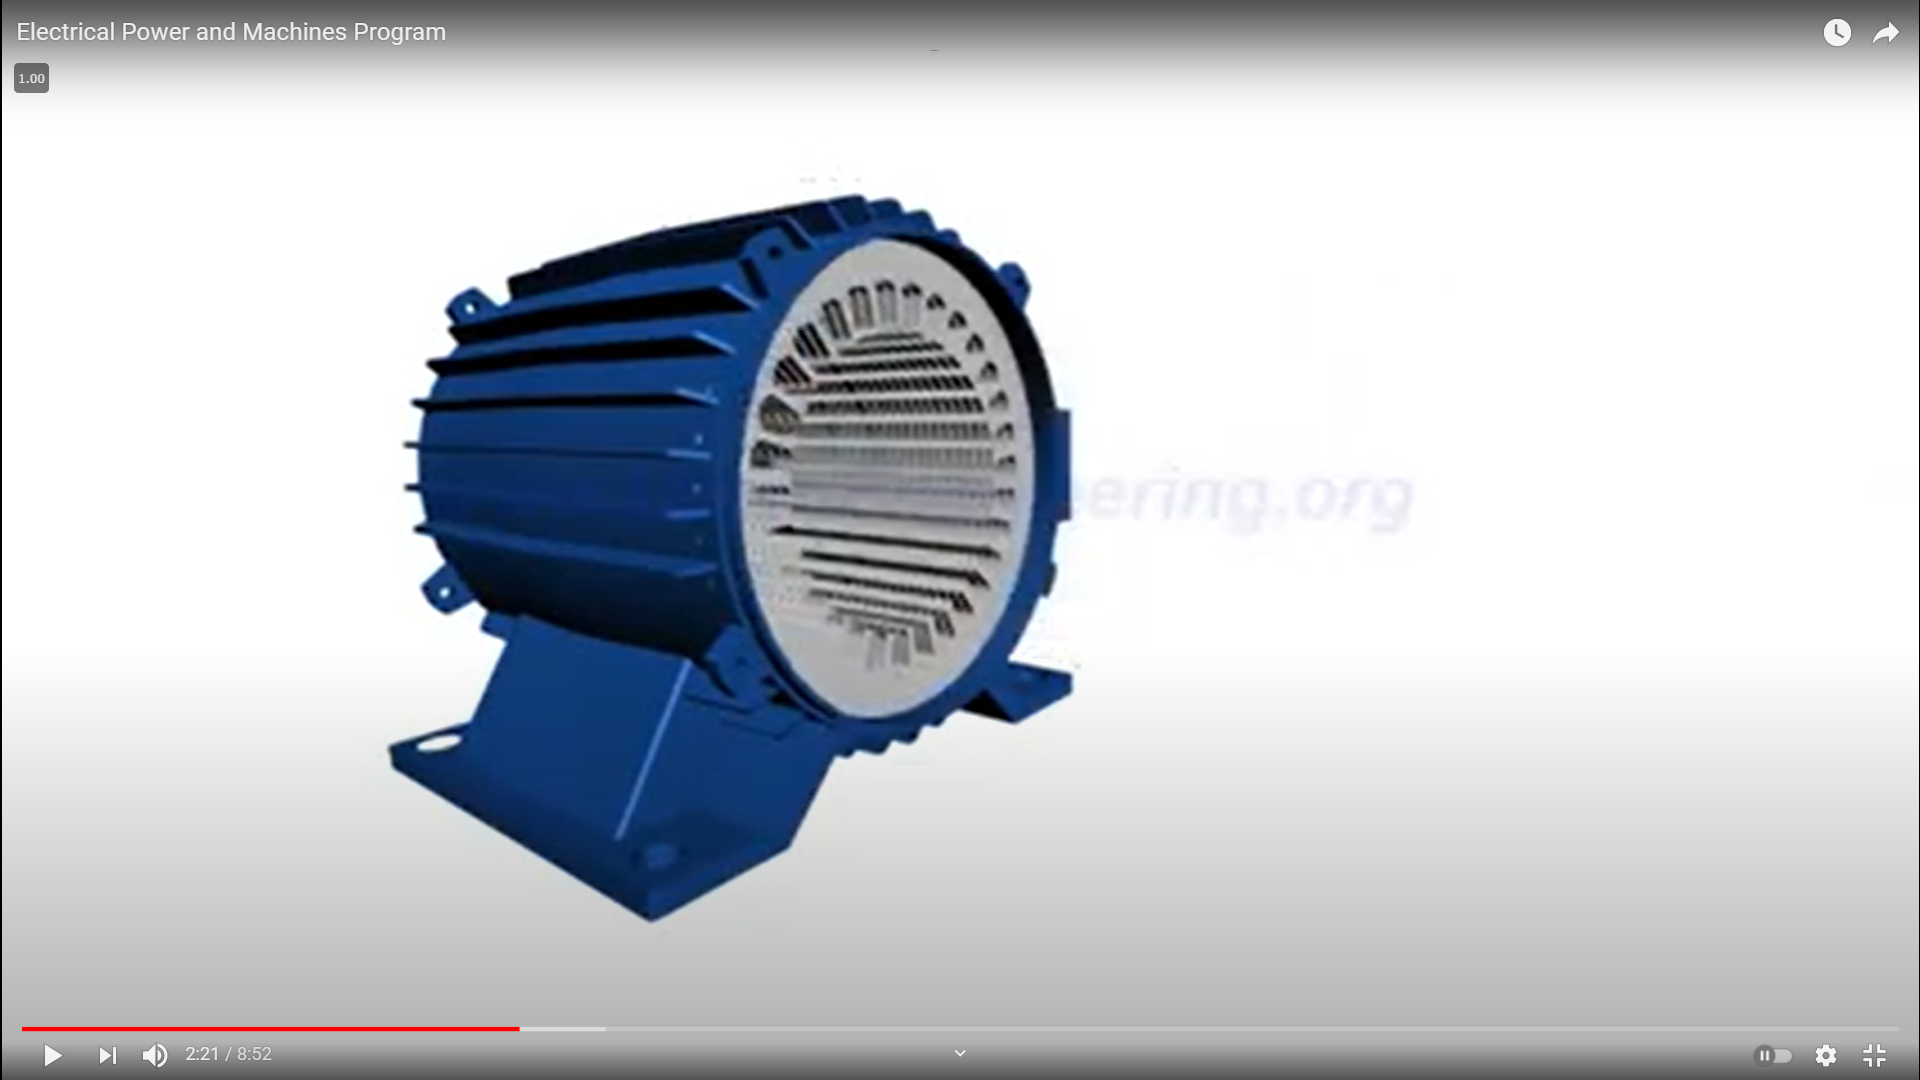 Electrical Power and Machines Program
1.00
ering.org
2:21 / 8:52